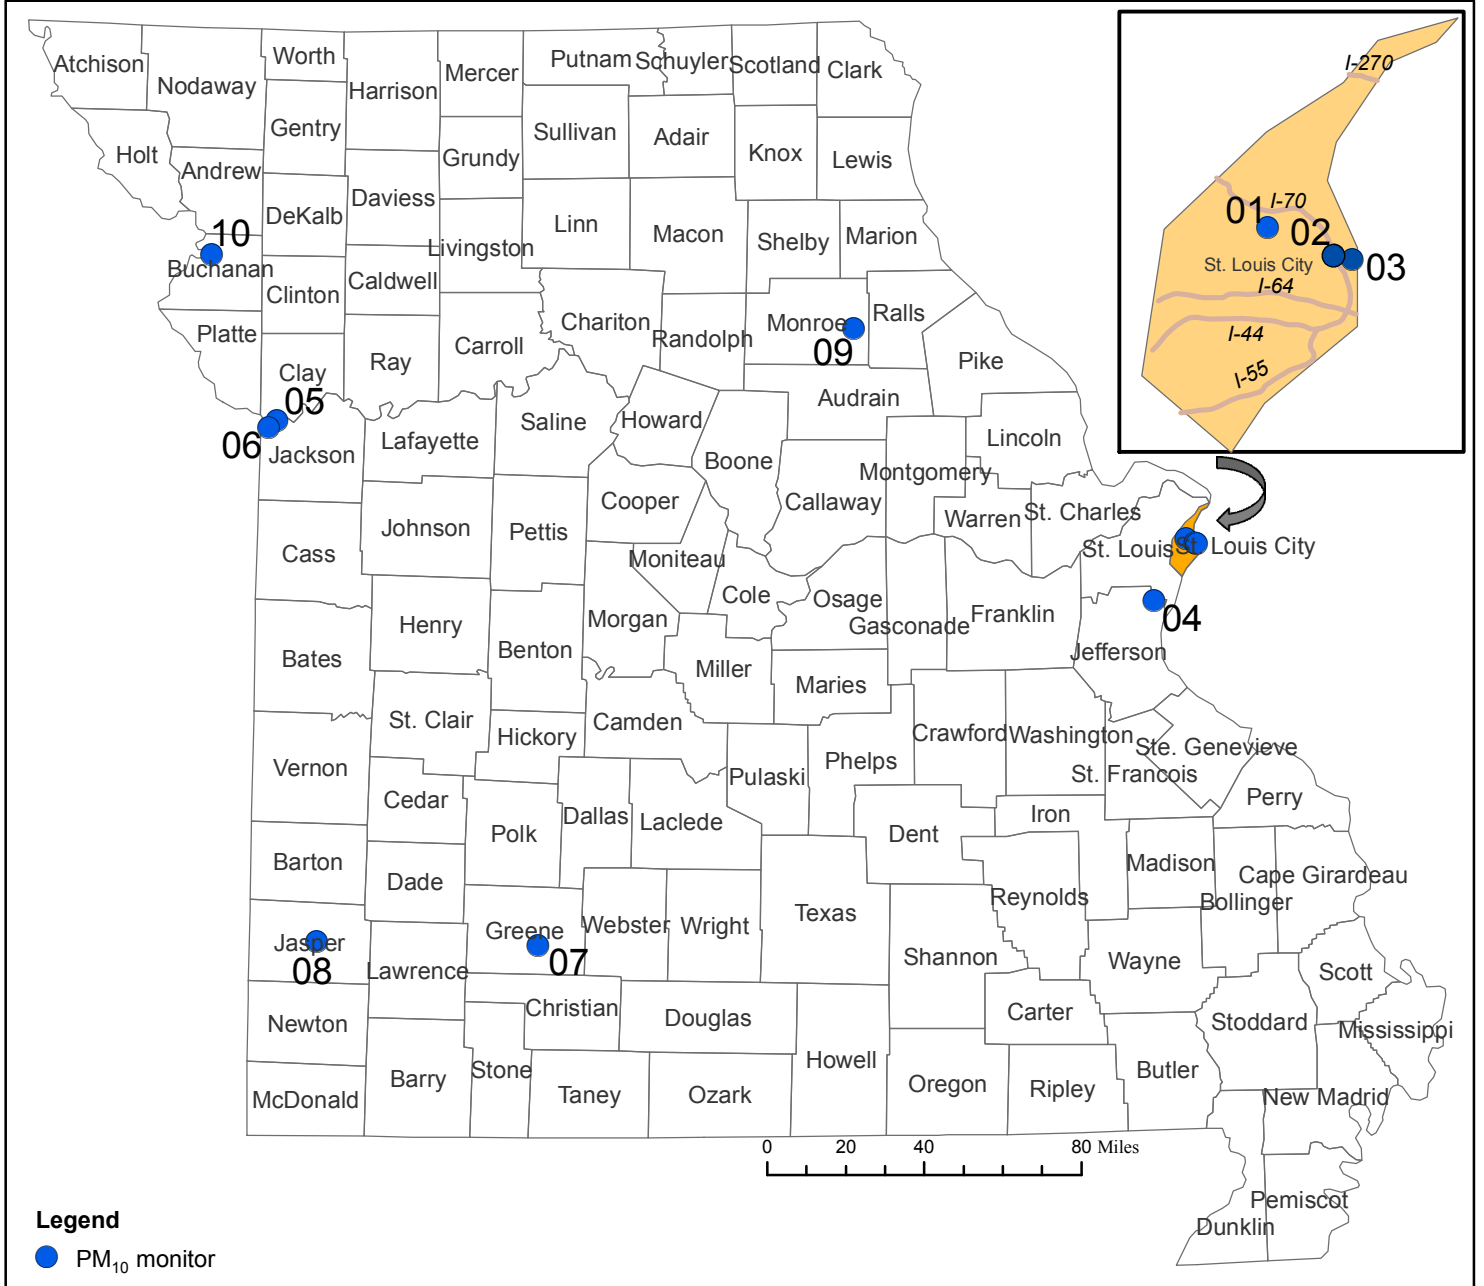 Atchison
Nodaway
Worth
Harrison
Mercer
Putnam
Schuyler
Scotland
Clark
I-270
Holt
Andrew
Gentry
DeKalb
Daviess
Grundy
Sullivan
Adair
Knox
Lewis
Livingston
Linn
Macon
Shelby
Marion
01
I-70
02
03
St. Louis City
I-64
I-44
I-55
10
Buchanan
Clinton
Caldwell
Platte
Clay
Ray
Carroll
Chariton
Randolph
Monroe
09
Ralls
Pike
Audrain
05
06
Jackson
Lafayette
Saline
Howard
Boone
Callaway
Montgomery
Lincoln
Warren
St. Charles
St. Louis
St. Louis City
Cass
Johnson
Pettis
Cooper
Moniteau
Cole
Osage
Gasconade
Franklin
04
Jefferson
Bates
Henry
Benton
Morgan
Miller
Maries
St. Clair
Hickory
Camden
Pulaski
Phelps
Crawford
Washington
Ste. Genevieve
St. Francois
Perry
Vernon
Cedar
Polk
Dallas
Laclede
Dent
Iron
Madison
Cape Girardeau
Bollinger
Barton
Dade
Greene
07
Webster
Wright
Texas
Reynolds
Shannon
Wayne
Scott
Jasper
08
Lawrence
Christian
Douglas
Carter
Stoddard
Mississippi
Newton
Howell
McDonald
Barry
Stone
Taney
Ozark
Oregon
Ripley
Butler
New Madrid
Pemiscot
Dunklin
0 20 40 80 Miles
Legend
PM10 monitor